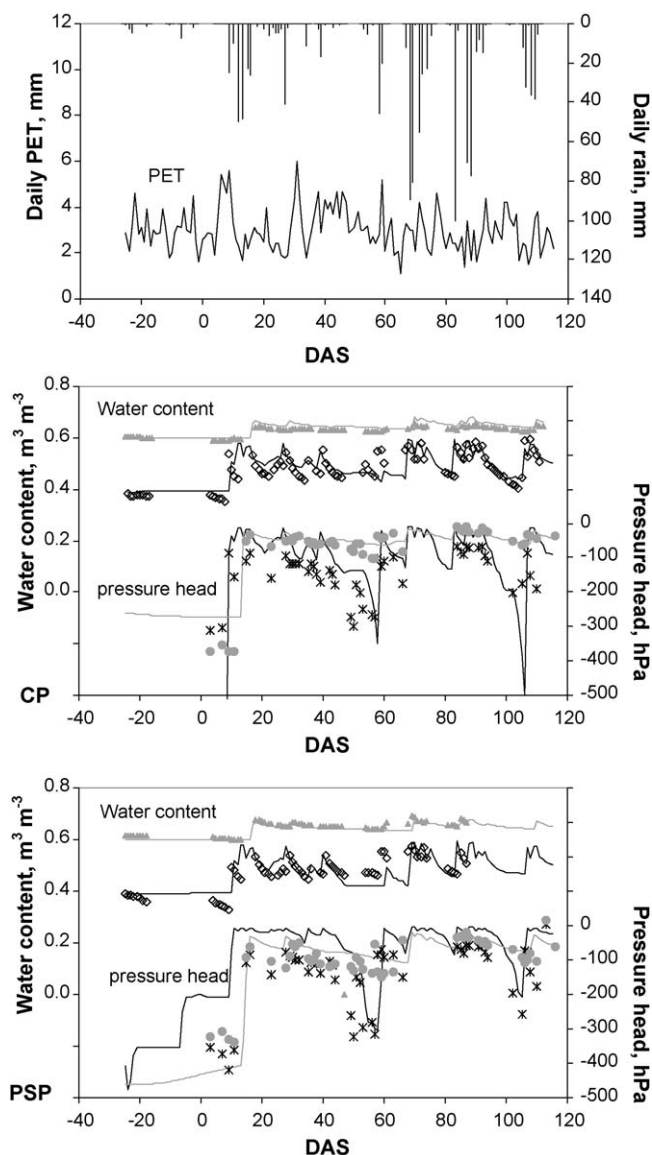 12
10
8
6
4
2
0
Daily PET, mm
PET
0
20
40
60
80
100
120
140
Daily rain, mm
-40 -20 0 20 40 60 80 100 120
DAS
0.8
0.6
0.4
0.2
0.0
Water content, m³ m⁻³
Water content
pressure head
0
-100
-200
-300
-400
-500
Pressure head, hPa
CP
-40 -20 0 20 40 60 80 100 120
DAS
0.8
0.6
0.4
0.2
0.0
Water content, m³ m⁻³
Water content
pressure head
0
-100
-200
-300
-400
-500
Pressure head, hPa
PSP
-40 -20 0 20 40 60 80 100 120
DAS